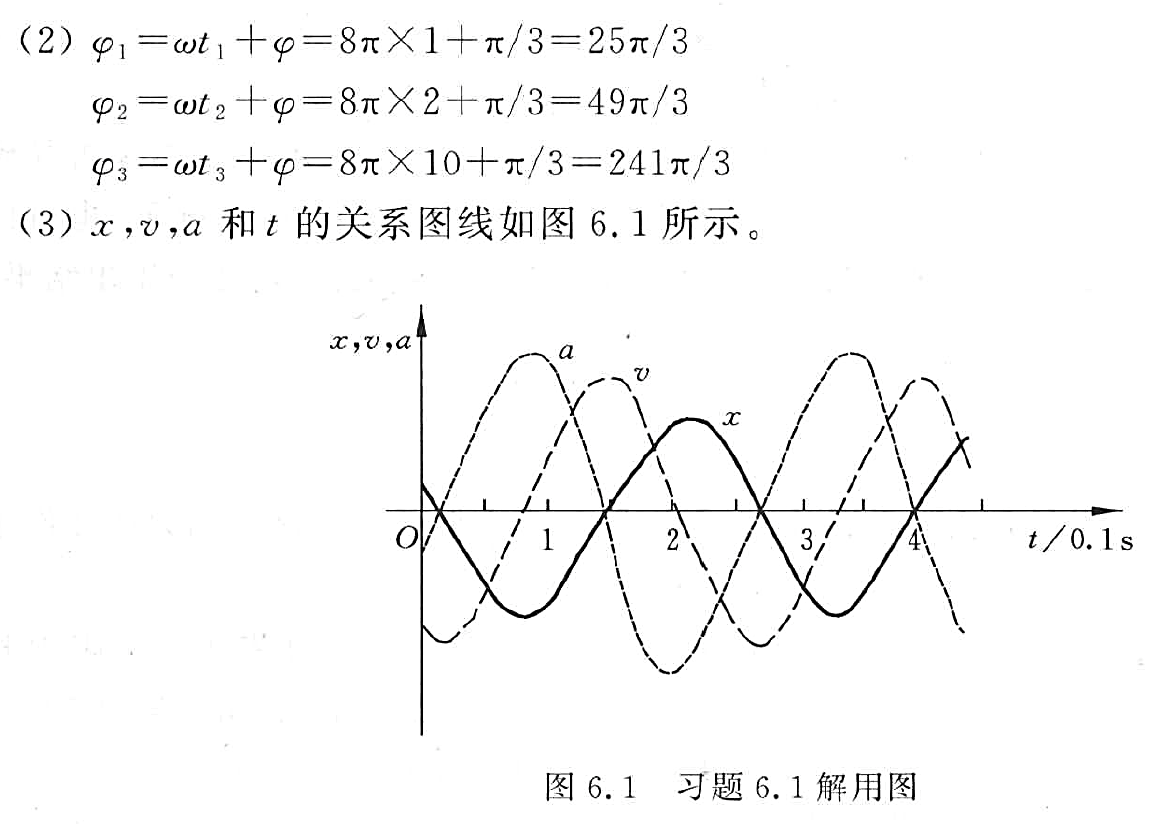 (2) φ₁=ωt₁+φ=8π×1+π/3=25π/3
φ₂=ωt₂+φ=8π×2+π/3=49π/3
φ₃=ωt₃+φ=8π×10+π/3=241π/3
(3) x,v,a 和 t 的关系图线如图 6.1 所示。
x,v,a
a
v
x
O 1 2 3 4 t/0.1s
图 6.1 习题 6.1 解用图